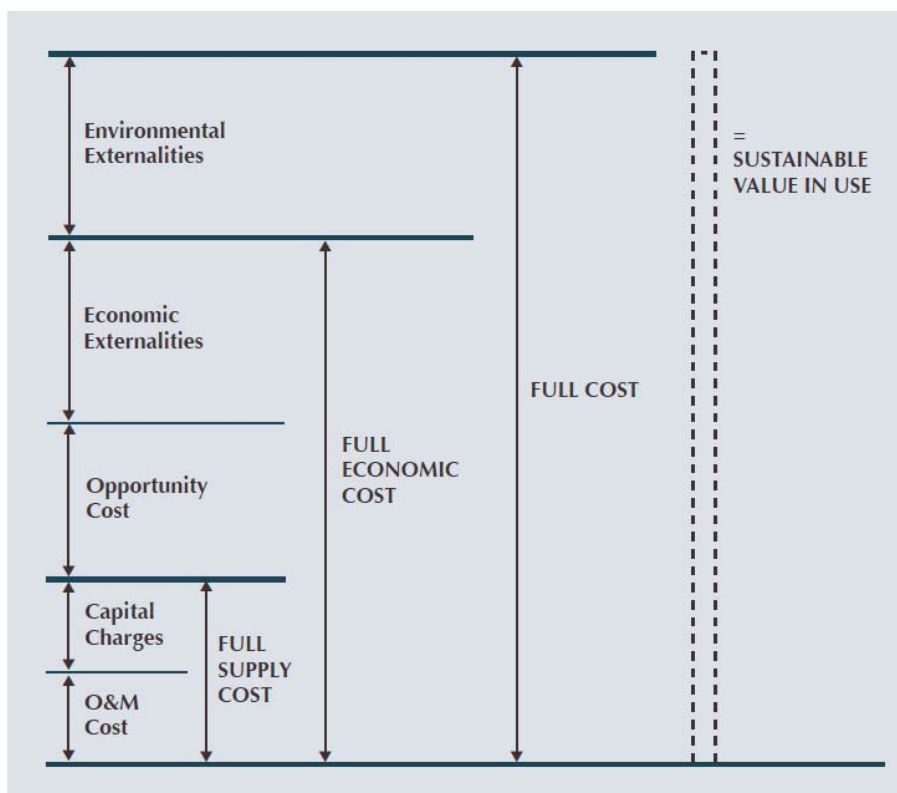 Environmental
Externalities
=
SUSTAINABLE
VALUE IN USE
Economic
Externalities
FULL COST
FULL
ECONOMIC
COST
Opportunity
Cost
Capital
Charges
FULL
SUPPLY
COST
O&M
Cost